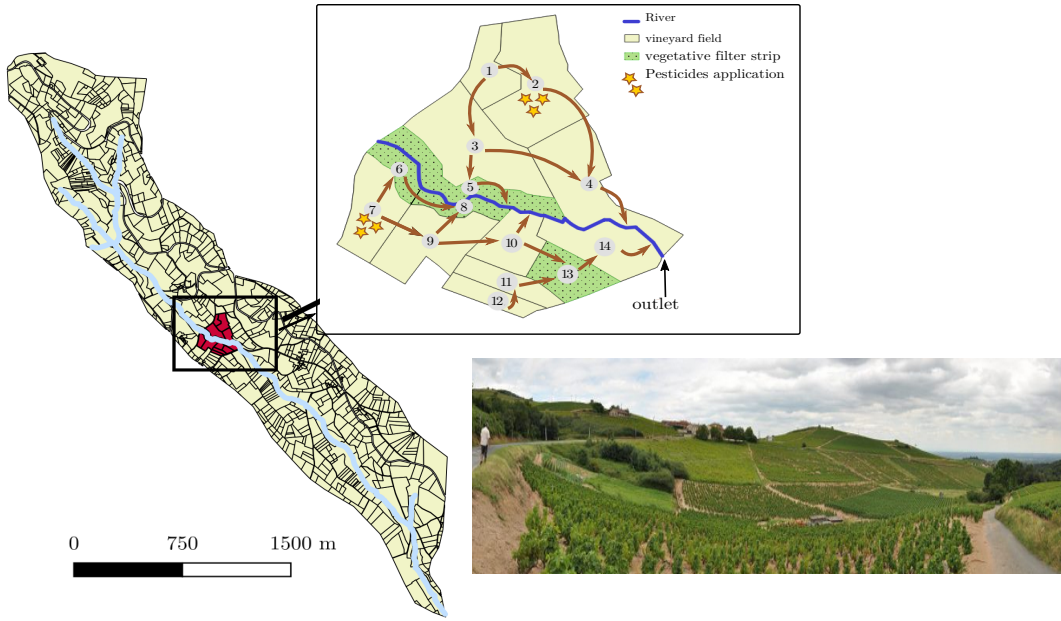 River
vineyard field
vegetative filter strip
Pesticides application
1
2
3
4
5
6
7
8
9
10
11
12
13
14
outlet
0 750 1500 m